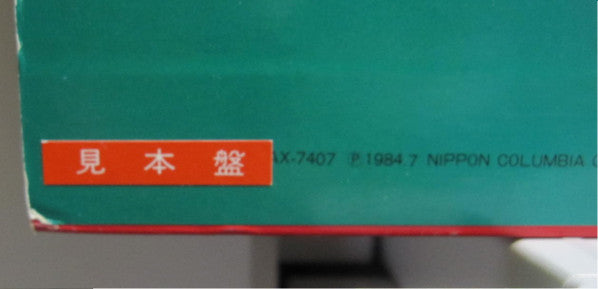 見本盤 AX-7407 Ⓟ 1984.7 NIPPON COLUMBIA